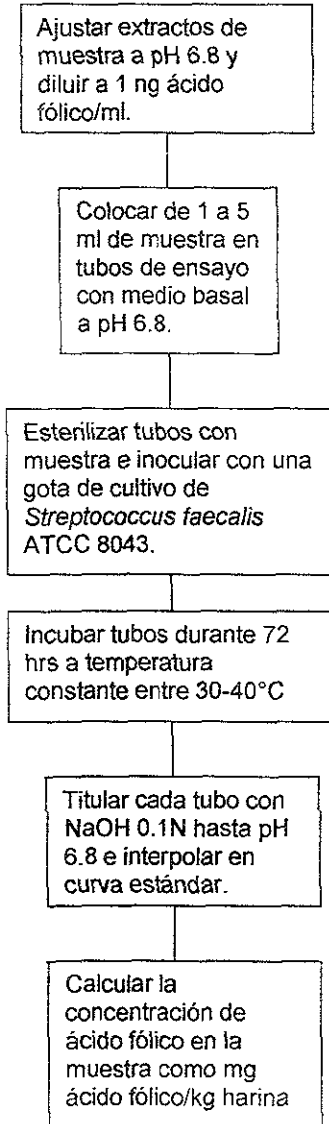 Ajustar extractos de
muestra a pH 6.8 y
diluir a 1 ng ácido
fólico/ml.
Colocar de 1 a 5
ml de muestra en
tubos de ensayo
con medio basal
a pH 6.8.
Esterilizar tubos con
muestra e inocular con una
gota de cultivo de
Streptococcus faecalis
ATCC 8043.
Incubar tubos durante 72
hrs a temperatura
constante entre 30-40°C
Titular cada tubo con
NaOH 0.1N hasta pH
6.8 e interpolar en
curva estándar.
Calcular la
concentración de
ácido fólico en la
muestra como mg
ácido fólico/kg harina